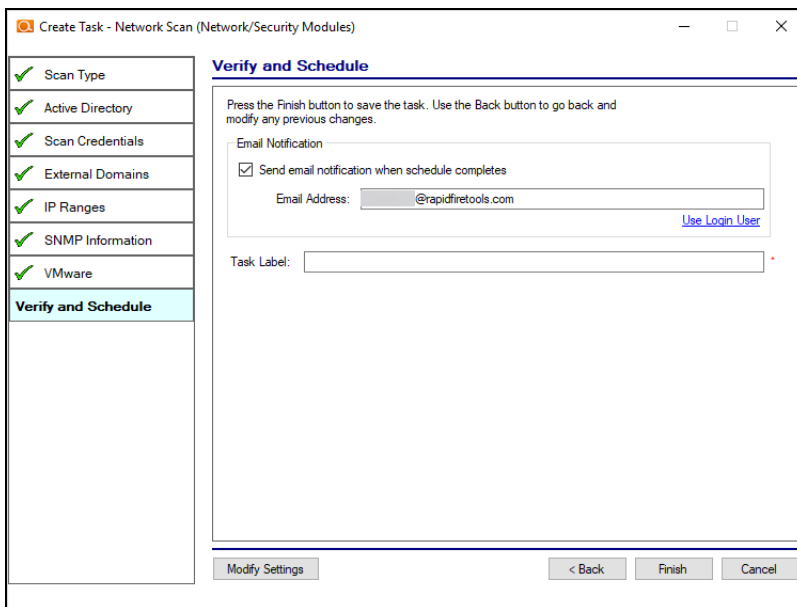 Create Task - Network Scan (Network/Security Modules)
Scan Type
Active Directory
Scan Credentials
External Domains
IP Ranges
SNMP Information
VMware
Verify and Schedule
Verify and Schedule
Press the Finish button to save the task. Use the Back button to go back and
modify any previous changes.
Email Notification
Send email notification when schedule completes
Email Address: @rapidfiretools.com
Use Login User
Task Label: *
Modify Settings
< Back
Finish
Cancel